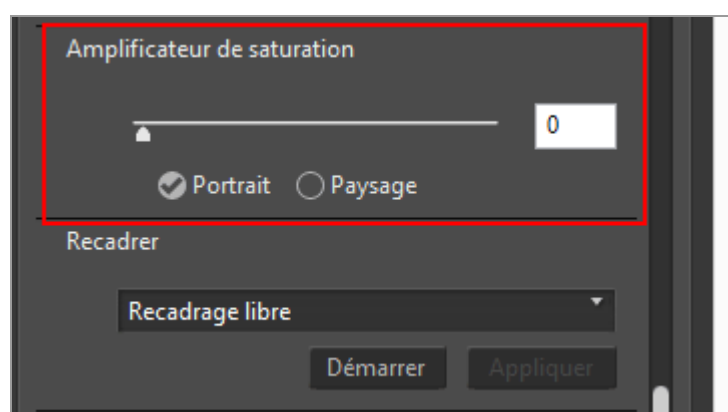 Amplificateur de saturation
0
Portrait Paysage
Recadrer
Recadrage libre
Démarrer Appliquer